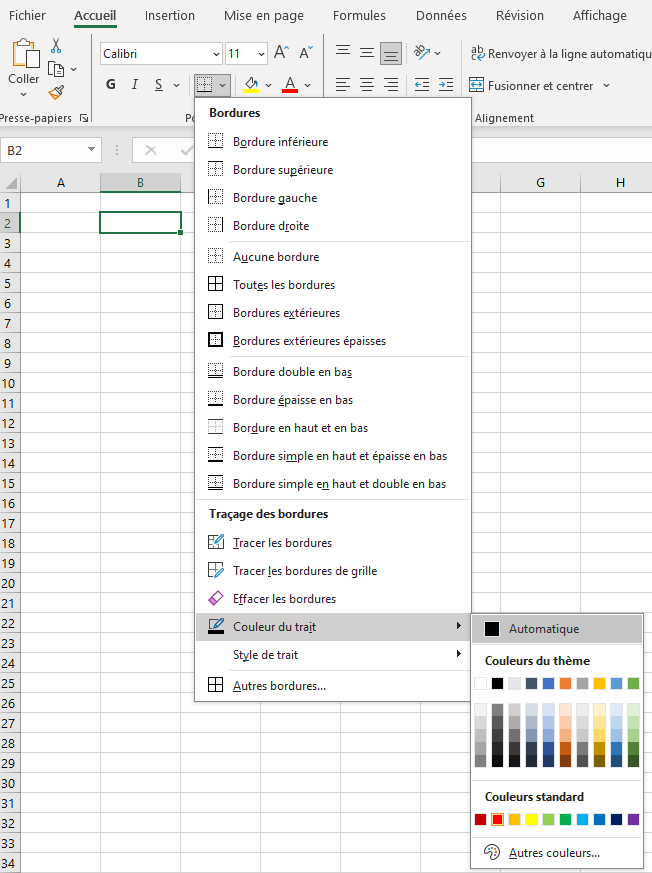 Fichier Accueil Insertion Mise en page Formules Données Révision Affichage
Calibri 11 A A ab Renvoyer à la ligne automatiqu
Coller G I S A Fusionner et centrer
Presse-papiers Po Alignement
B2
A B G H
Bordures
Bordure inférieure
Bordure supérieure
Bordure gauche
Bordure droite
Aucune bordure
Toutes les bordures
Bordures extérieures
Bordures extérieures épaisses
Bordure double en bas
Bordure épaisse en bas
Bordure en haut et en bas
Bordure simple en haut et épaisse en bas
Bordure simple en haut et double en bas
Traçage des bordures
Tracer les bordures
Tracer les bordures de grille
Effacer les bordures
Couleur du trait
Style de trait
Autres bordures...
Automatique
Couleurs du thème
Couleurs standard
Autres couleurs...
1
2
3
4
5
6
7
8
9
10
11
12
13
14
15
16
17
18
19
20
21
22
23
24
25
26
27
28
29
30
31
32
33
34